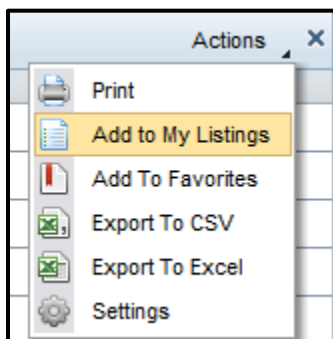 Actions
Print
Add to My Listings
Add To Favorites
Export To CSV
Export To Excel
Settings